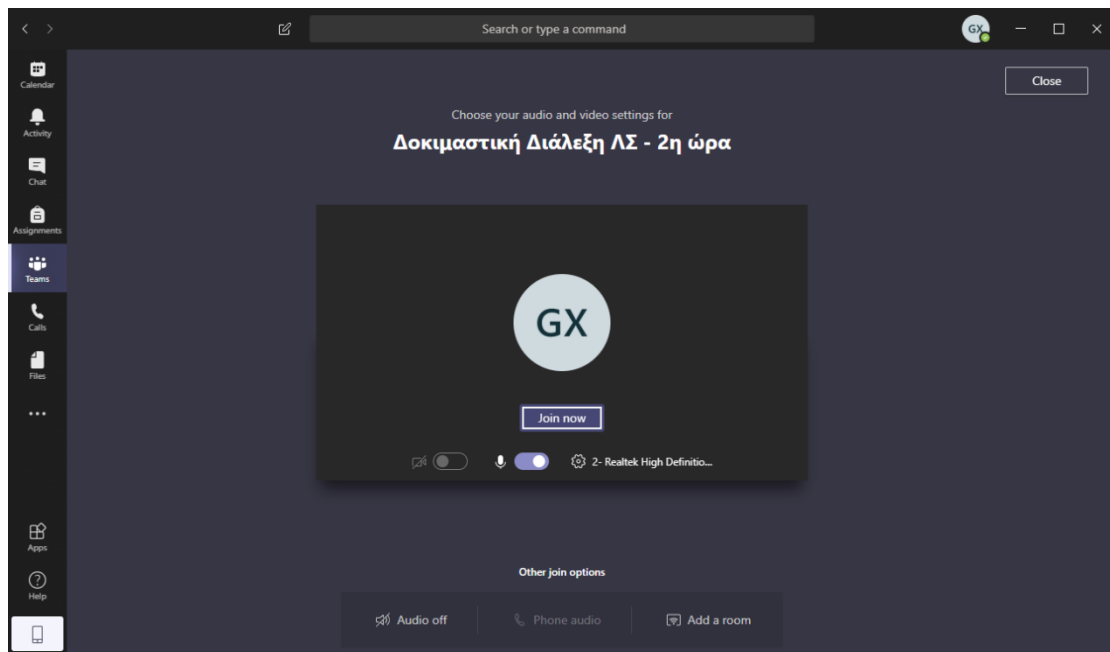 Search or type a command
GX
Calendar
Activity
Chat
Assignments
Teams
Calls
Files
Apps
Help
Close
Choose your audio and video settings for
Δοκιμαστική Διάλεξη ΛΣ - 2η ώρα
GX
Join now
2- Realtek High Definitio...
Other join options
Audio off
Phone audio
Add a room